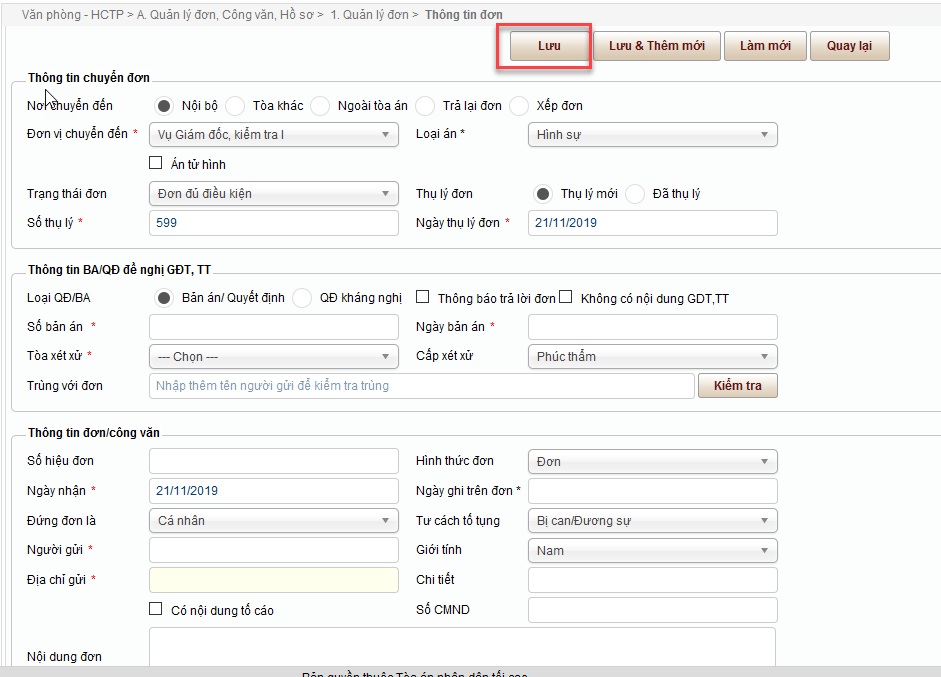 Văn phòng - HCTP > A. Quản lý đơn, Công văn, Hồ sơ > 1. Quản lý đơn > Thông tin đơn
Lưu Lưu & Thêm mới Làm mới Quay lại
Thông tin chuyển đơn
Nơi chuyển đến Nội bộ Tòa khác Ngoài tòa án Trả lại đơn Xếp đơn
Đơn vị chuyển đến * Vụ Giám đốc, kiểm tra I Loại án * Hình sự
Án tử hình
Trạng thái đơn Đơn đủ điều kiện Thụ lý đơn Thụ lý mới Đã thụ lý
Số thụ lý * 599 Ngày thụ lý đơn * 21/11/2019
Thông tin BA/QĐ đề nghị GĐT, TT
Loại QĐ/BA Bản án/ Quyết định QĐ kháng nghị Thông báo trả lời đơn Không có nội dung GDT,TT
Số bản án * Ngày bản án *
Tòa xét xử * --- Chọn --- Cấp xét xử Phúc thẩm
Trùng với đơn Nhập thêm tên người gửi để kiểm tra trùng Kiểm tra
Thông tin đơn/công văn
Số hiệu đơn Hình thức đơn Đơn
Ngày nhận * 21/11/2019 Ngày ghi trên đơn *
Đứng đơn là Cá nhân Tư cách tố tụng Bị can/Đương sự
Người gửi * Giới tính Nam
Địa chỉ gửi * Chi tiết
Có nội dung tố cáo Số CMND
Nội dung đơn
Bản quyền thuộc Tòa án nhân dân tối cao